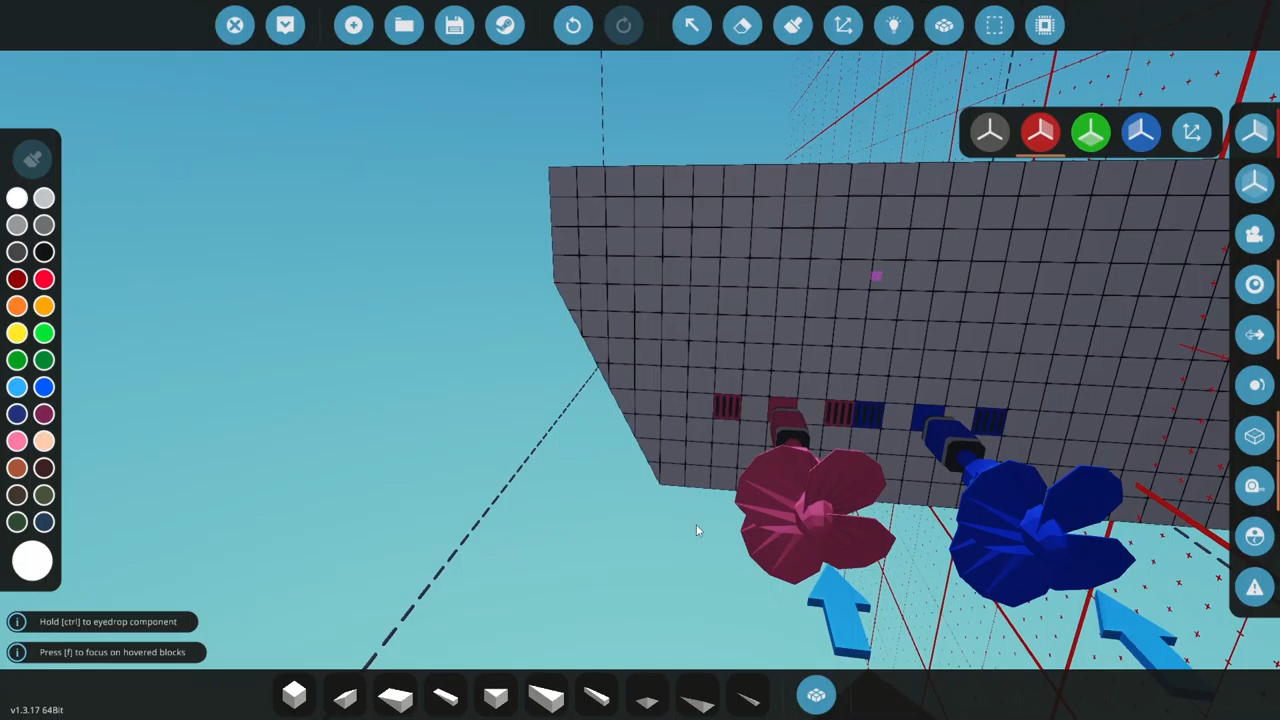 Hold [ctrl] to eyedrop component
Press [f] to focus on hovered blocks
v1.3.17 64Bit